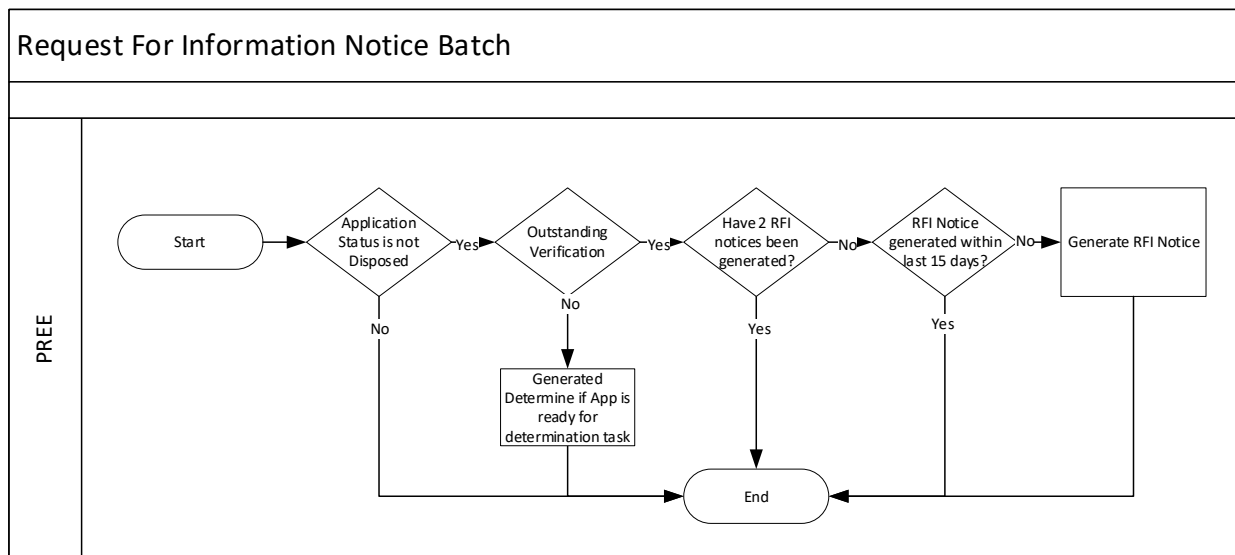 Request For Information Notice Batch
PREE
Start
Application
Status is not
Disposed
Yes
Outstanding
Verification
Yes
Have 2 RFI
notices been
generated?
No
RFI Notice
generated within
last 15 days?
No
Generate RFI Notice
No
No
Yes
Yes
Generated
Determine if App is
ready for
determination task
End